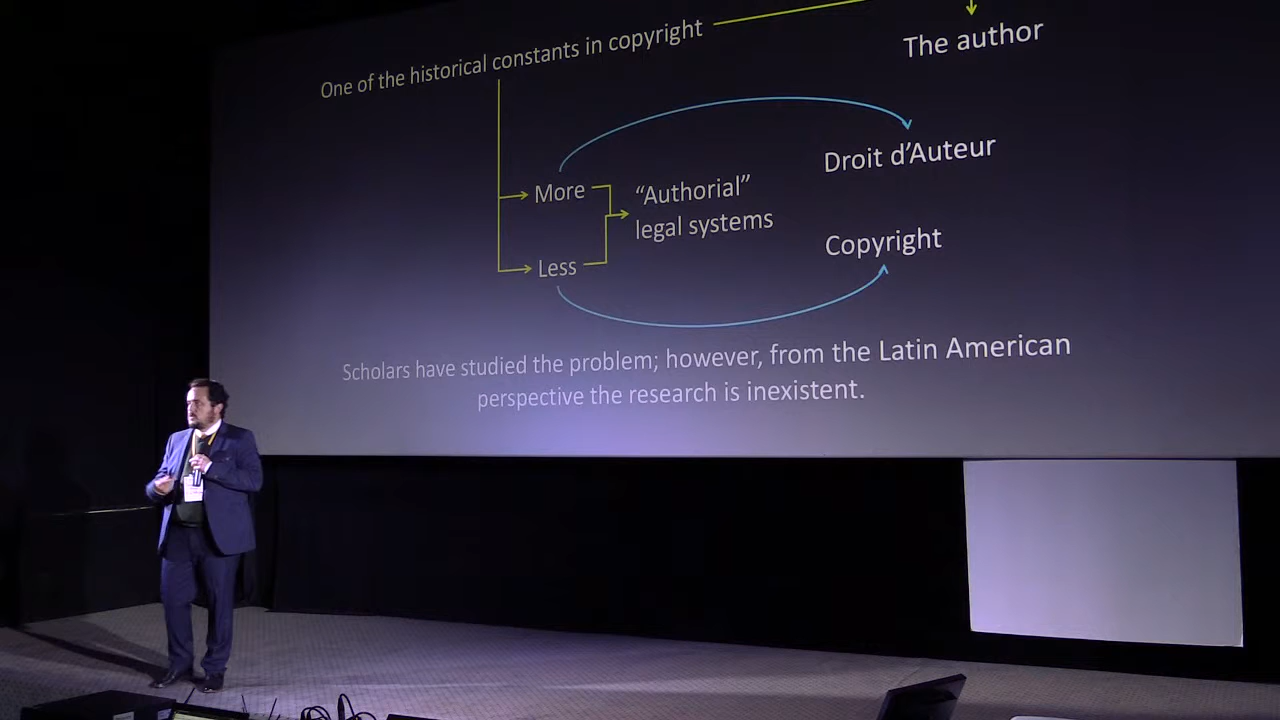 One of the historical constants in copyright
The author
Droit d'Auteur
More
"Authorial"
legal systems
Copyright
Less
Scholars have studied the problem; however, from the Latin American
perspective the research is inexistent.